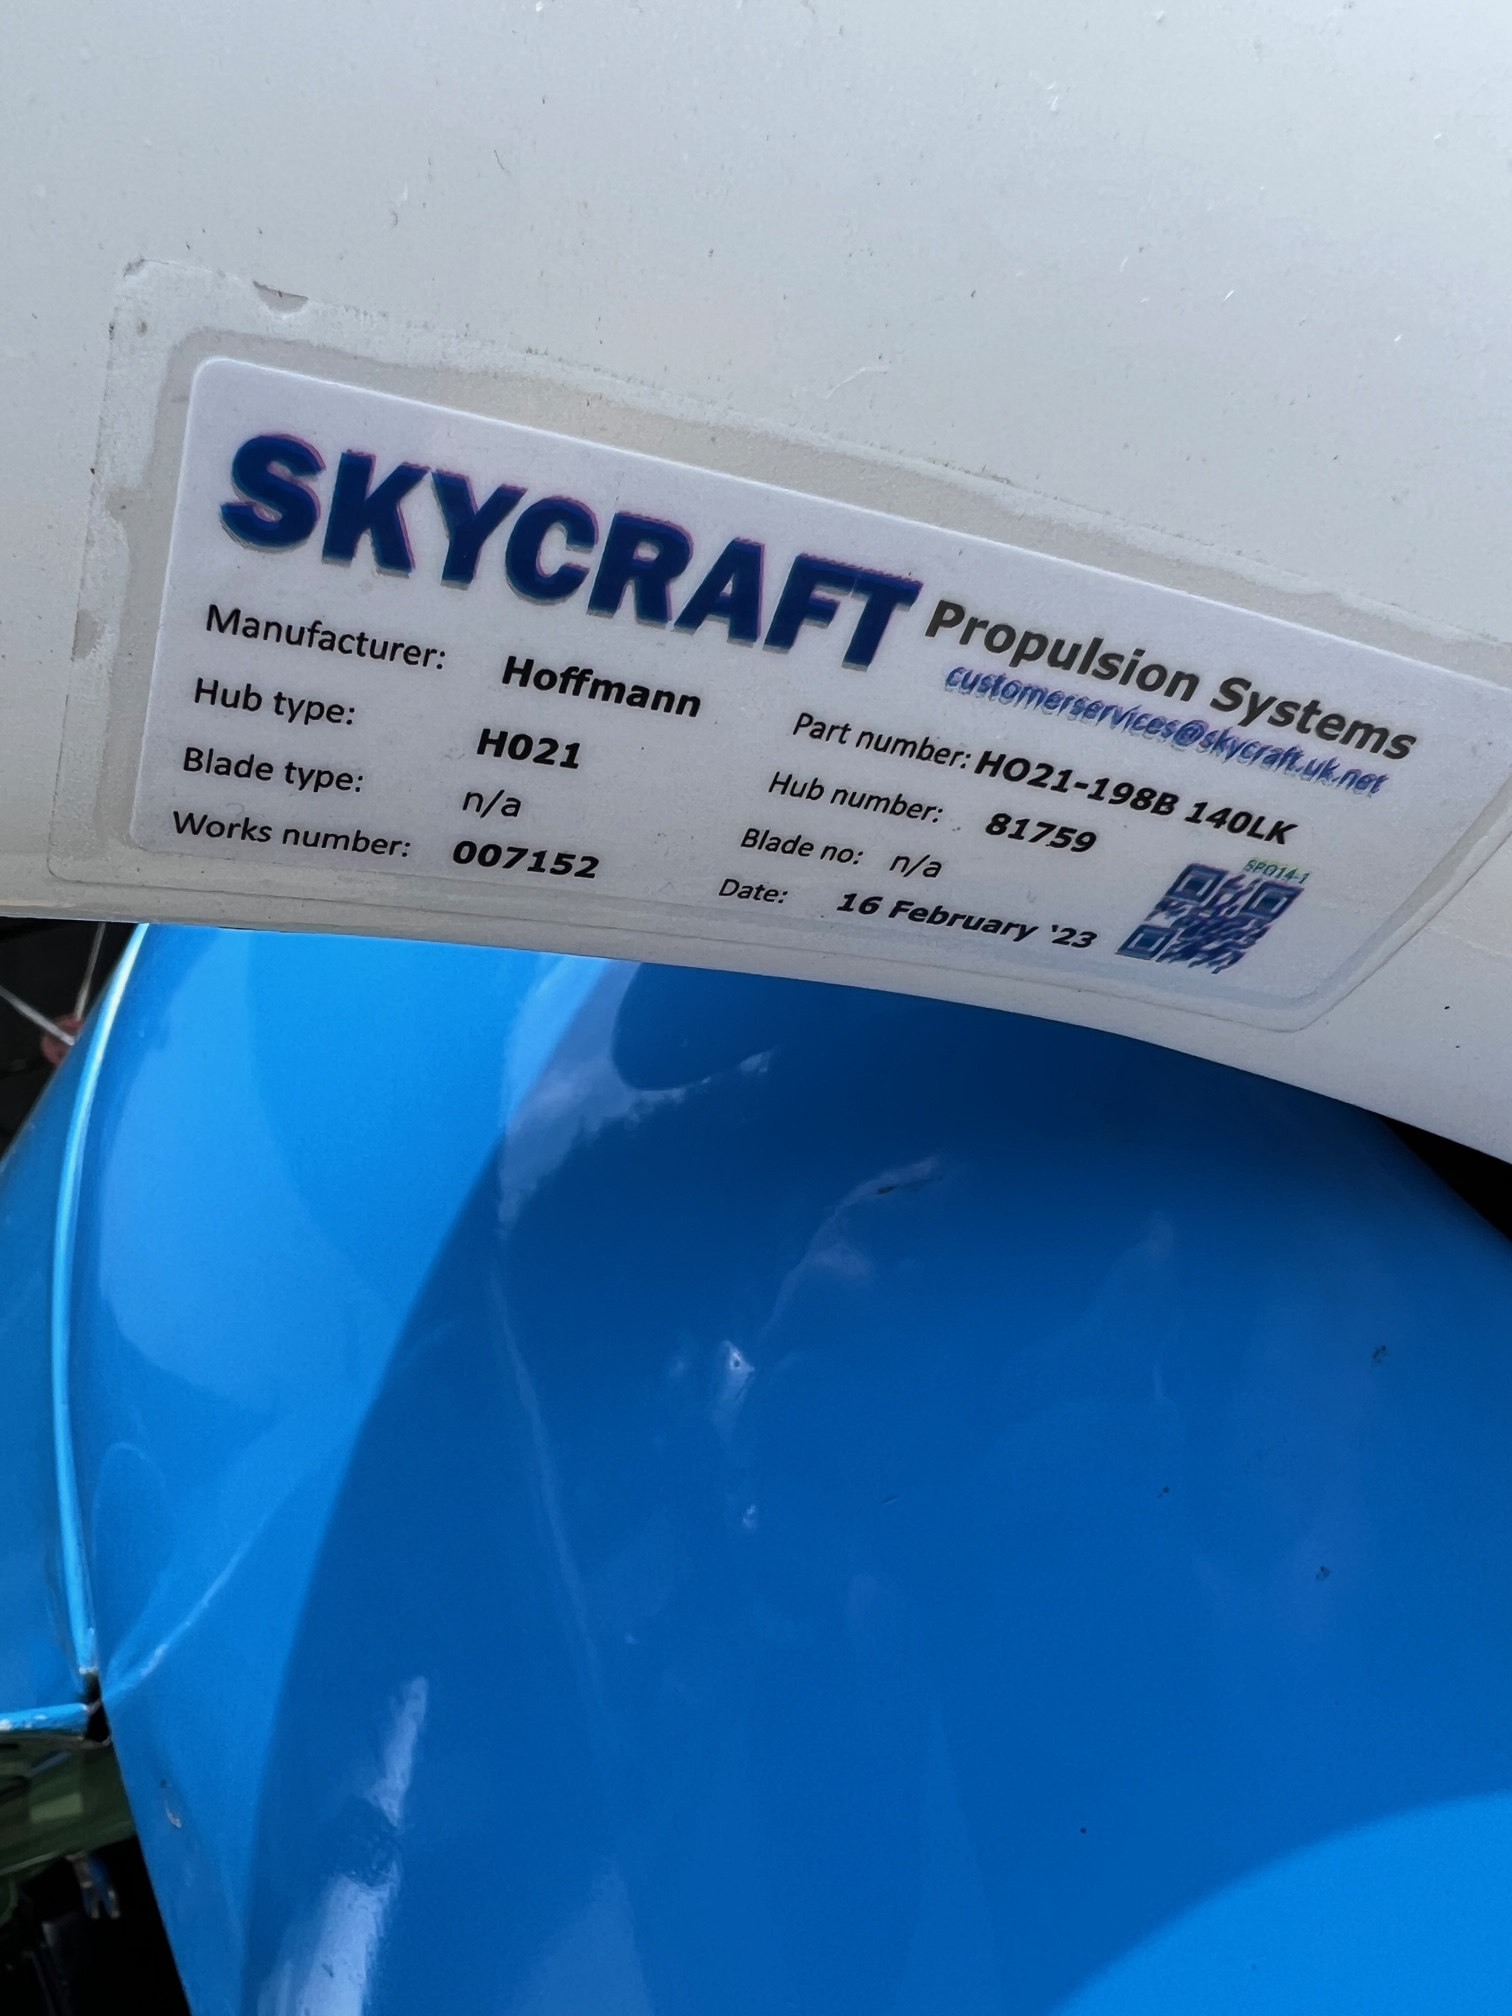 SKYCRAFT Propulsion Systems
customerservices@skycraft.uk.net
Manufacturer: Hoffmann Part number: HO21-198B 140LK
Hub type: H021 Hub number: 81759
Blade type: n/a Blade no: n/a
Works number: 007152 Date: 16 February '23
SP014-1